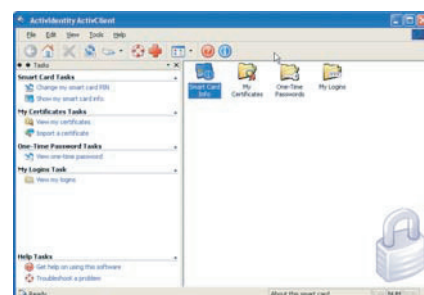 ActivIdentity ActivClient
File Edit View Tools Help
Tasks
Smart Card Tasks
Change my smart card PIN
Show my smart card info
My Certificates Tasks
View my certificates
Import a certificate
One-Time Password Tasks
View one-time password
My Logins Task
View my logins
Help Tasks
Get help on using this software
Troubleshoot a problem
Smart Card
Info
My
Certificates
One-Time
Passwords
My Logins
Ready
About the smart card
NUM